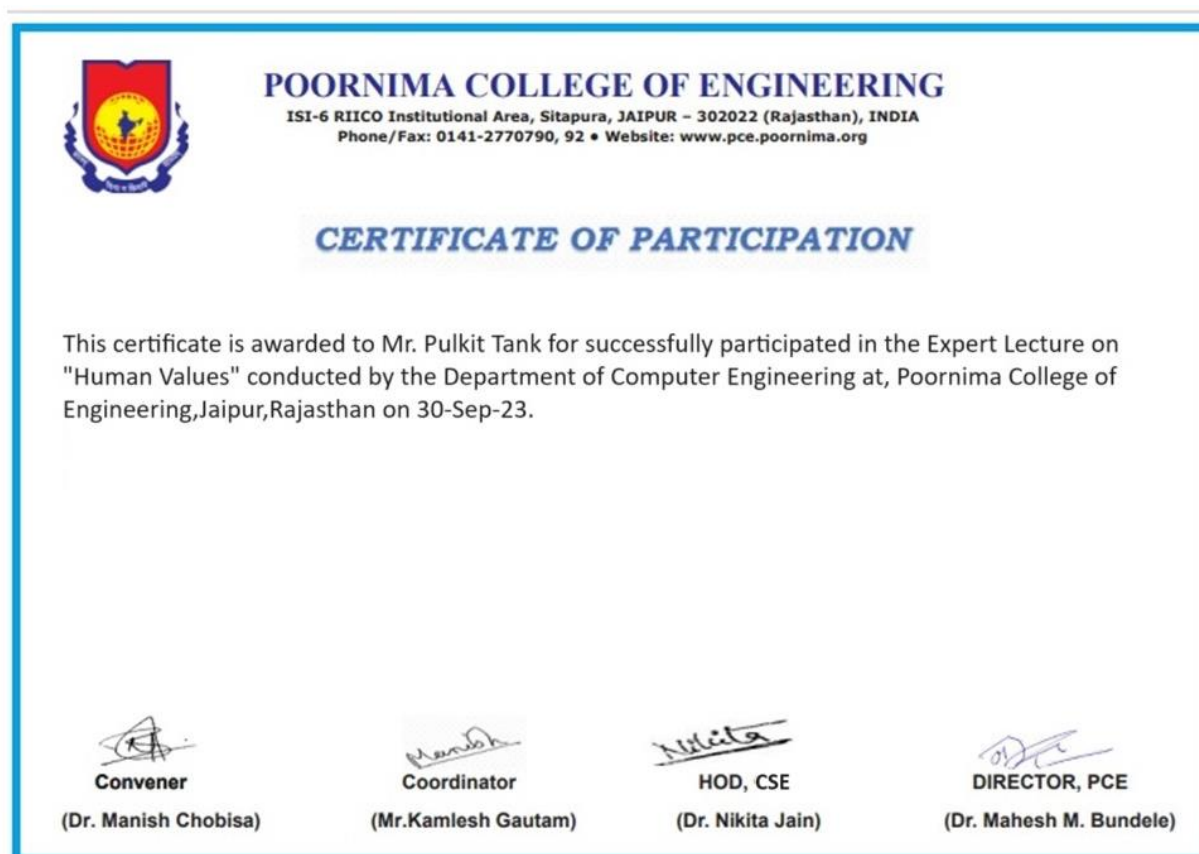 POORNIMA COLLEGE OF ENGINEERING
ISI-6 RIICO Institutional Area, Sitapura, JAIPUR – 302022 (Rajasthan), INDIA
Phone/Fax: 0141-2770790, 92 • Website: www.pce.poornima.org
CERTIFICATE OF PARTICIPATION
This certificate is awarded to Mr. Pulkit Tank for successfully participated in the Expert Lecture on
"Human Values" conducted by the Department of Computer Engineering at, Poornima College of
Engineering,Jaipur,Rajasthan on 30-Sep-23.
Manish Nikita
Convener Coordinator HOD, CSE DIRECTOR, PCE
(Dr. Manish Chobisa) (Mr.Kamlesh Gautam) (Dr. Nikita Jain) (Dr. Mahesh M. Bundele)